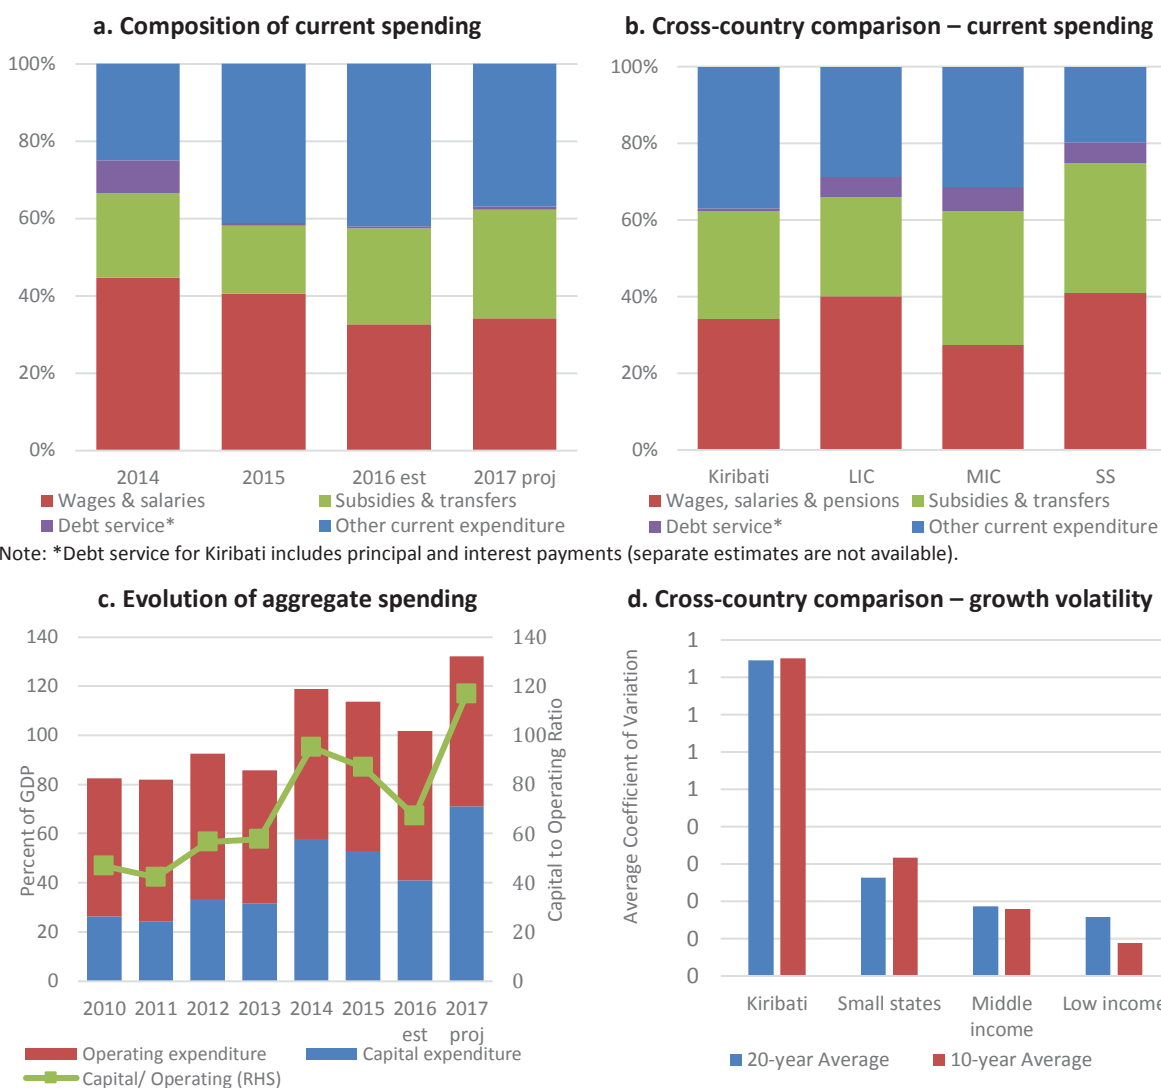 a. Composition of current spending
100%
80%
60%
40%
20%
0%
2014 2015 2016 est 2017 proj
Wages & salaries Subsidies & transfers
Debt service* Other current expenditure
b. Cross-country comparison – current spending
100%
80%
60%
40%
20%
0%
Kiribati LIC MIC SS
Wages, salaries & pensions Subsidies & transfers
Debt service* Other current expenditure
Note: *Debt service for Kiribati includes principal and interest payments (separate estimates are not available).
c. Evolution of aggregate spending
Percent of GDP
140
120
100
80
60
40
20
0
140
120
100
80
60
40
20
0
Capital to Operating Ratio
2010 2011 2012 2013 2014 2015 2016 2017
est proj
Operating expenditure Capital expenditure
Capital/ Operating (RHS)
d. Cross-country comparison – growth volatility
Average Coefficient of Variation
1
1
1
1
1
0
0
0
0
0
Kiribati Small states Middle Low income
income
20-year Average 10-year Average